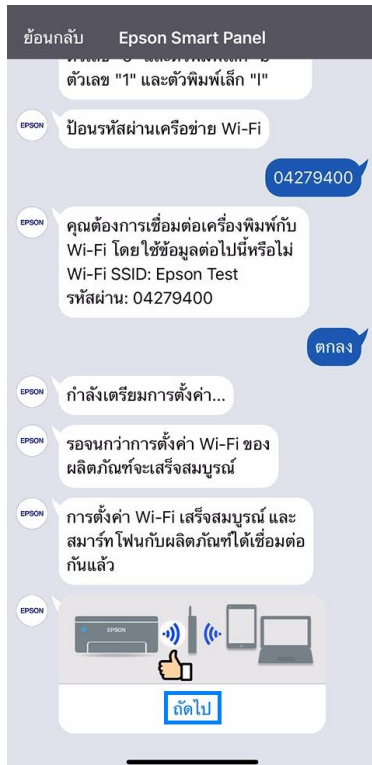 ย้อนกลับ Epson Smart Panel
ตัวเลข "1" และตัวพิมพ์เล็ก "l"
EPSON
ป้อนรหัสผ่านเครือข่าย Wi-Fi
04279400
EPSON
คุณต้องการเชื่อมต่อเครื่องพิมพ์กับ
Wi-Fi โดยใช้ข้อมูลต่อไปนี้หรือไม่
Wi-Fi SSID: Epson Test
รหัสผ่าน: 04279400
ตกลง
EPSON
กำลังเตรียมการตั้งค่า...
EPSON
รอจนกว่าการตั้งค่า Wi-Fi ของ
ผลิตภัณฑ์จะเสร็จสมบูรณ์
EPSON
การตั้งค่า Wi-Fi เสร็จสมบูรณ์ และ
สมาร์ทโฟนกับผลิตภัณฑ์ได้เชื่อมต่อ
กันแล้ว
EPSON
EPSON
ถัดไป